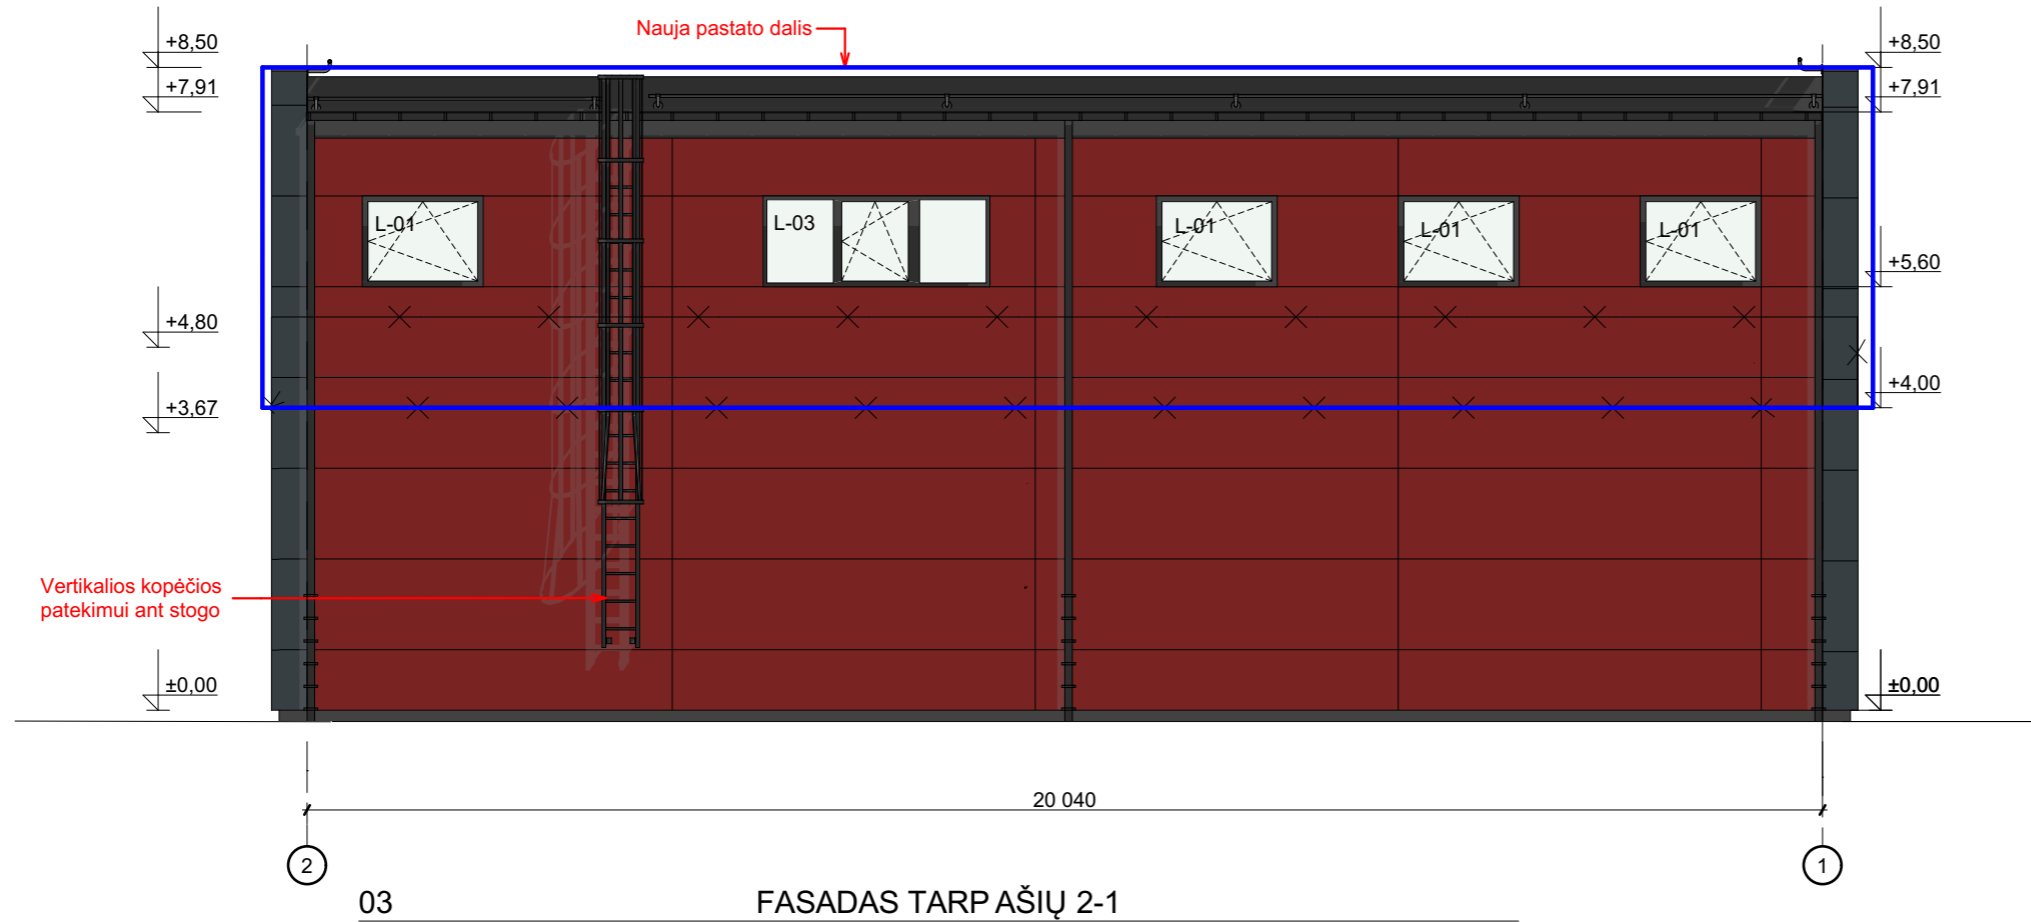 Nauja pastato dalis
+8,50
+8,50
+7,91
+7,91
L-01
L-03
L-01
L-01
L-01
+5,60
+4,80
+4,00
+3,67
Vertikalios kopėčios
patekimui ant stogo
±0,00
±0,00
20 040
2
1
03 FASADAS TARP AŠIŲ 2-1